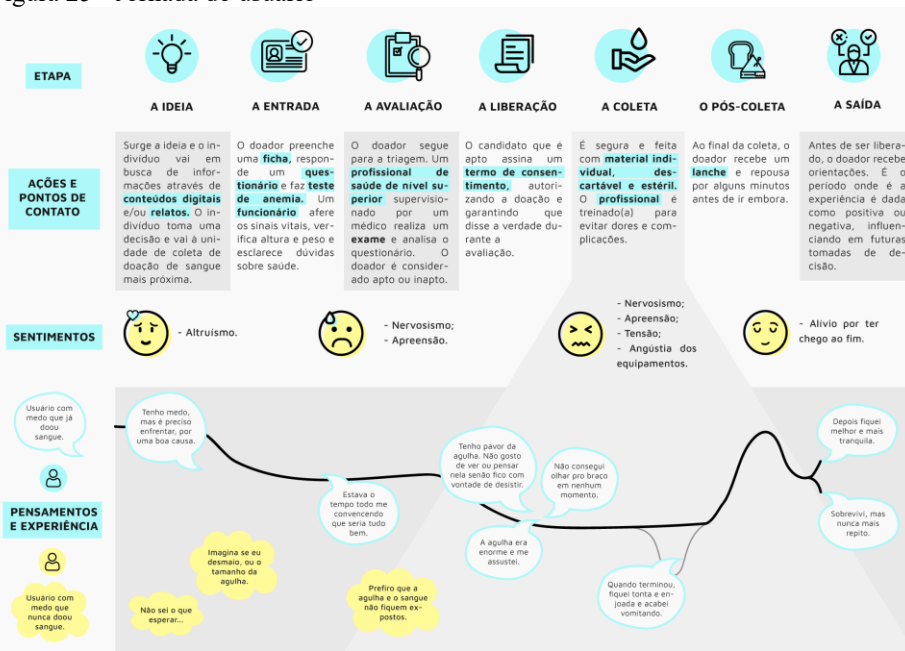 Figura 25 - Jornada do usuário
ETAPA
A IDEIA
A ENTRADA
A AVALIAÇÃO
A LIBERAÇÃO
A COLETA
O PÓS-COLETA
A SAÍDA
AÇÕES E
PONTOS DE
CONTATO
Surge a ideia e o in-
divíduo vai em
busca de infor-
mações através de
conteúdos digitais
e/ou relatos. O in-
divíduo toma uma
decisão e vai à uni-
dade de coleta de
doação de sangue
mais próxima.
O doador preenche
uma ficha, respon-
de um ques-
tionário e faz teste
de anemia. Um
funcionário afere
os sinais vitais, ver-
ifica altura e peso e
esclarece dúvidas
sobre saúde.
O doador segue
para a triagem. Um
profissional de
saúde de nível su-
perior supervisio-
nado por um
médico realiza um
exame e analisa o
questionário. O
doador é consider-
ado apto ou inapto.
O candidato que é
apto assina um
termo de consen-
timento, autori-
zando a doação e
garantindo que
disse a verdade du-
rante a
avaliação.
É segura e feita
com material indi-
vidual, des-
cartável e estéril.
O profissional é
treinado(a) para
evitar dores e com-
plicações.
Ao final da coleta, o
doador recebe um
lanche e repousa
por alguns minutos
antes de ir embora.
Antes de ser libera-
do, o doador recebe
orientações. É o
período onde é a
experiência é dada
como positiva ou
negativa, influen-
ciando em futuras
tomadas de de-
cisão.
SENTIMENTOS
- Altruísmo.
- Nervosismo;
- Apreensão.
- Nervosismo;
- Apreensão;
- Tensão;
- Angústia dos
equipamentos.
- Alívio por ter
chego ao fim.
Usuário com
medo que já
doou
sangue.
PENSAMENTOS
E EXPERIÊNCIA
Usuário com
medo que
nunca doou
sangue.
Tenho medo,
mas é preciso
enfrentar, por
uma boa causa.
Estava o
tempo todo me
convencendo
que seria tudo
bem.
Tenho pavor da
agulha. Não gosto
de ver ou pensar
nela senão fico com
vontade de desistir.
Não consegui
olhar pro braço
em nenhum
momento.
A agulha era
enorme e me
assustei.
Quando terminou,
fiquei tonta e en-
joada e acabei
vomitando.
Depois fiquei
melhor e mais
tranquila.
Sobrevivi, mas
nunca mais
repito.
Imagina se eu
desmaio, ou o
tamanho da
agulha.
Não sei o que
esperar...
Prefiro que a
agulha e o sangue
não fiquem ex-
postos.